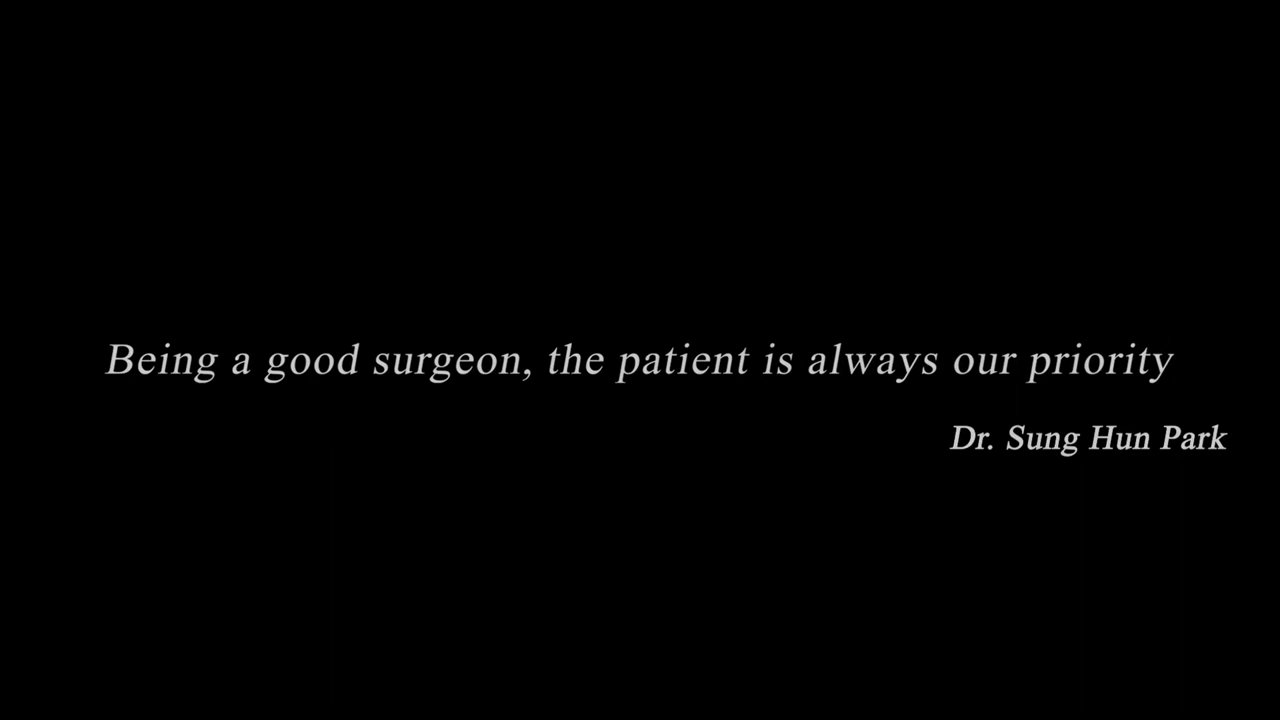 Being a good surgeon, the patient is always our priority
Dr. Sung Hun Park